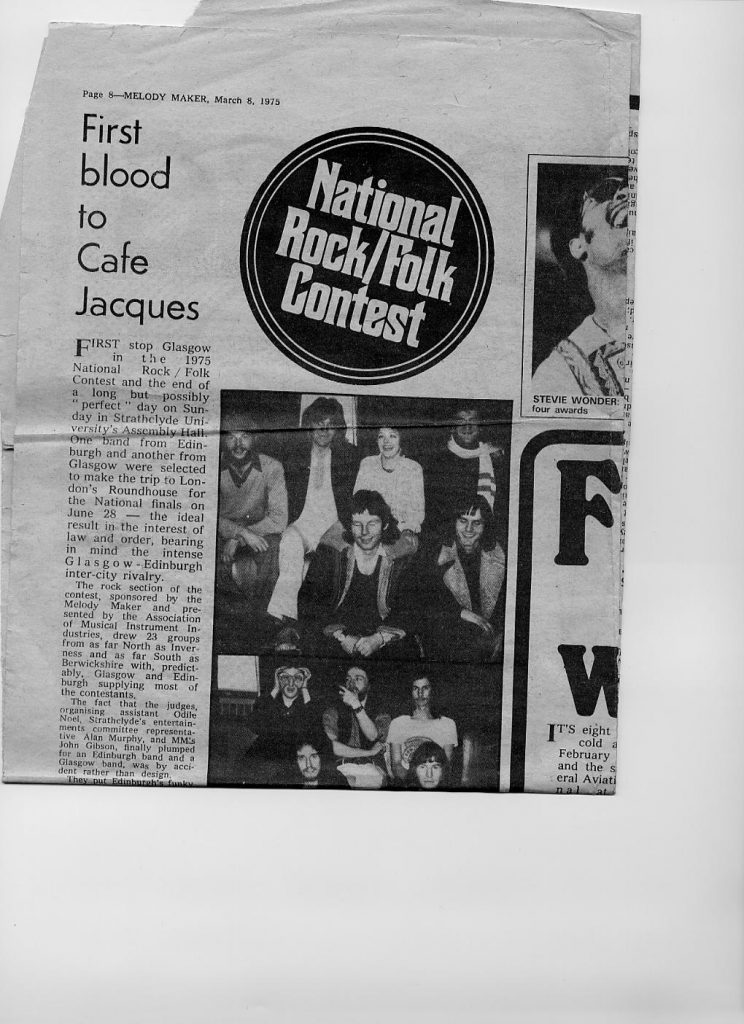 Page 8—MELODY MAKER, March 8, 1975
First
blood
to
Cafe
Jacques
FIRST stop Glasgow
in the 1975
National Rock / Folk
Contest and the end of
a long but possibly
"perfect" day on Sun-
day in Strathclyde Uni-
versity's Assembly Hall.
One band from Edin-
burgh and another from
Glasgow were selected
to make the trip to Lon-
don's Roundhouse for
the National finals on
June 28 — the ideal
result in the interest of
law and order, bearing
in mind the intense
Glasgow-Edinburgh
inter-city rivalry.
The rock section of the
contest, sponsored by the
Melody Maker and pre-
sented by the Association
of Musical Instrument In-
dustries, drew 23 groups
from as far North as Inver-
ness and as far South as
Berwickshire with, predict-
ably, Glasgow and Edin-
burgh supplying most of
the contestants.
The fact that the judges,
organising assistant Odile
Noel, Strathclyde's entertain-
ments committee representa-
tive Alan Murphy, and MM's
John Gibson, finally plumped
for an Edinburgh band and a
Glasgow band, was by acci-
dent rather than design.
They put Edinburgh's funky
National
Rock/Folk
Contest
STEVIE WONDER:
four awards
F
W
IT'S eight
cold a
February
and the s
eral Aviati
nal at